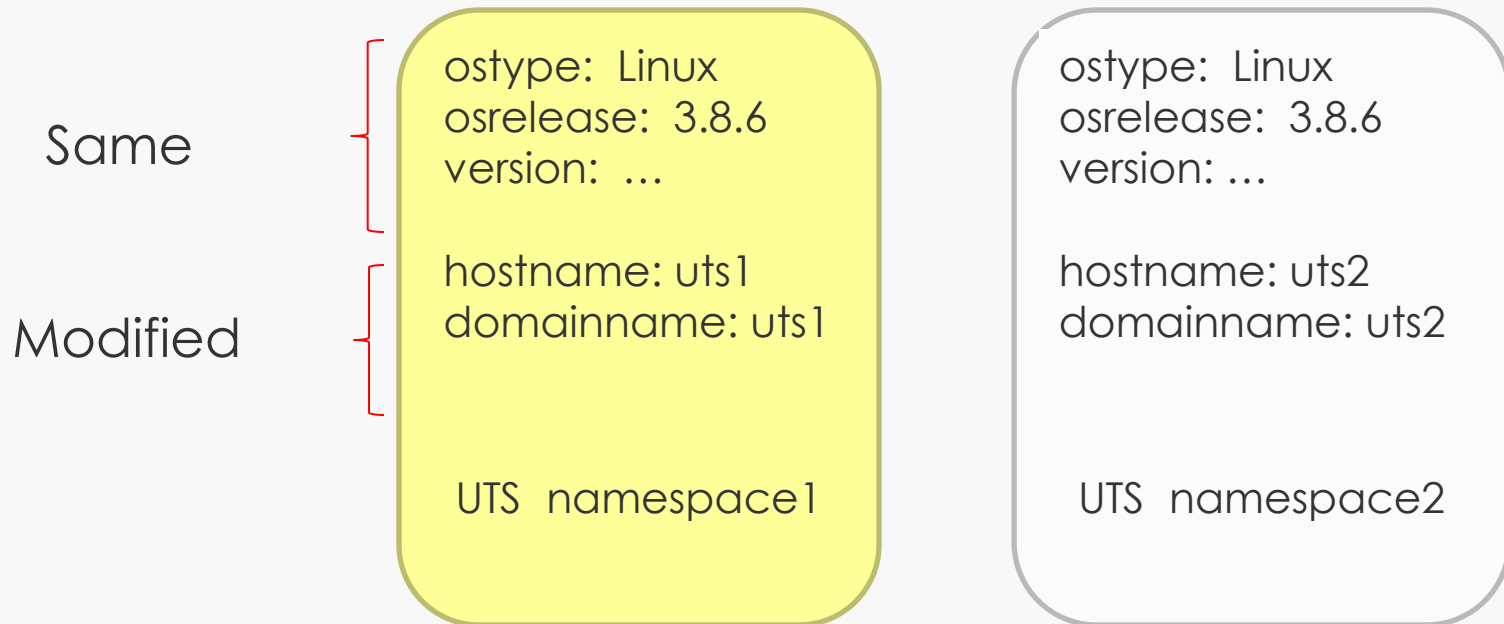 Same
Modified
ostype: Linux
osrelease: 3.8.6
version: …
hostname: uts1
domainname: uts1
UTS namespace1
ostype: Linux
osrelease: 3.8.6
version: …
hostname: uts2
domainname: uts2
UTS namespace2